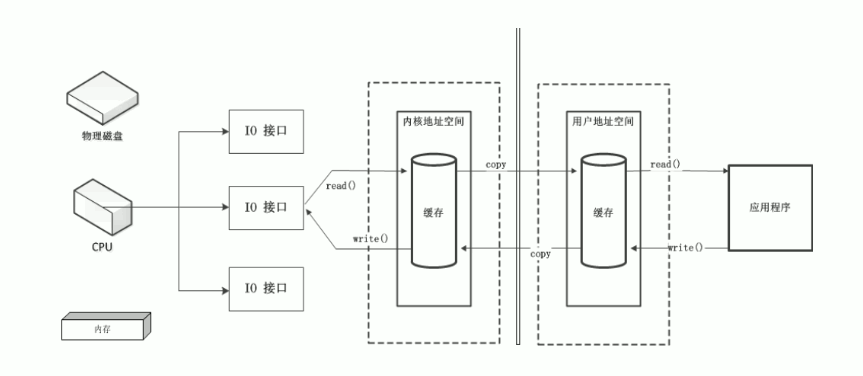 物理磁盘
CPU
内存
IO 接口
IO 接口
IO 接口
read()
write()
内核地址空间
缓存
copy
copy
用户地址空间
缓存
read()
write()
应用程序